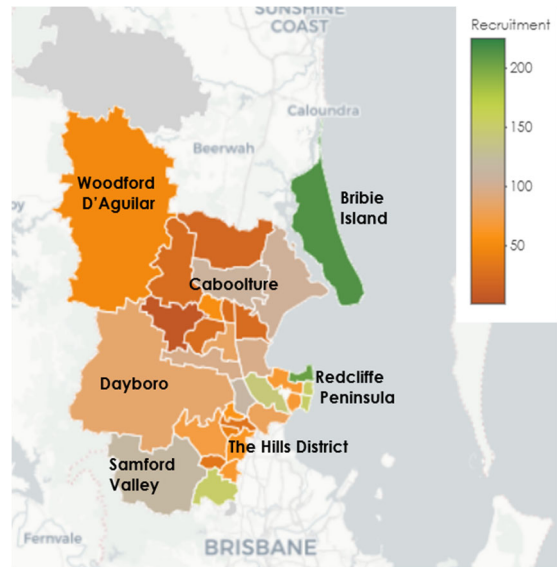 SUNSHINE
COAST
Recruitment
200
150
100
50
Caloundra
Beerwah
Woodford
D'Aguilar
Bribie
Island
Caboolture
Dayboro
Redcliffe
Peninsula
The Hills District
Samford
Valley
Fernvale
BRISBANE